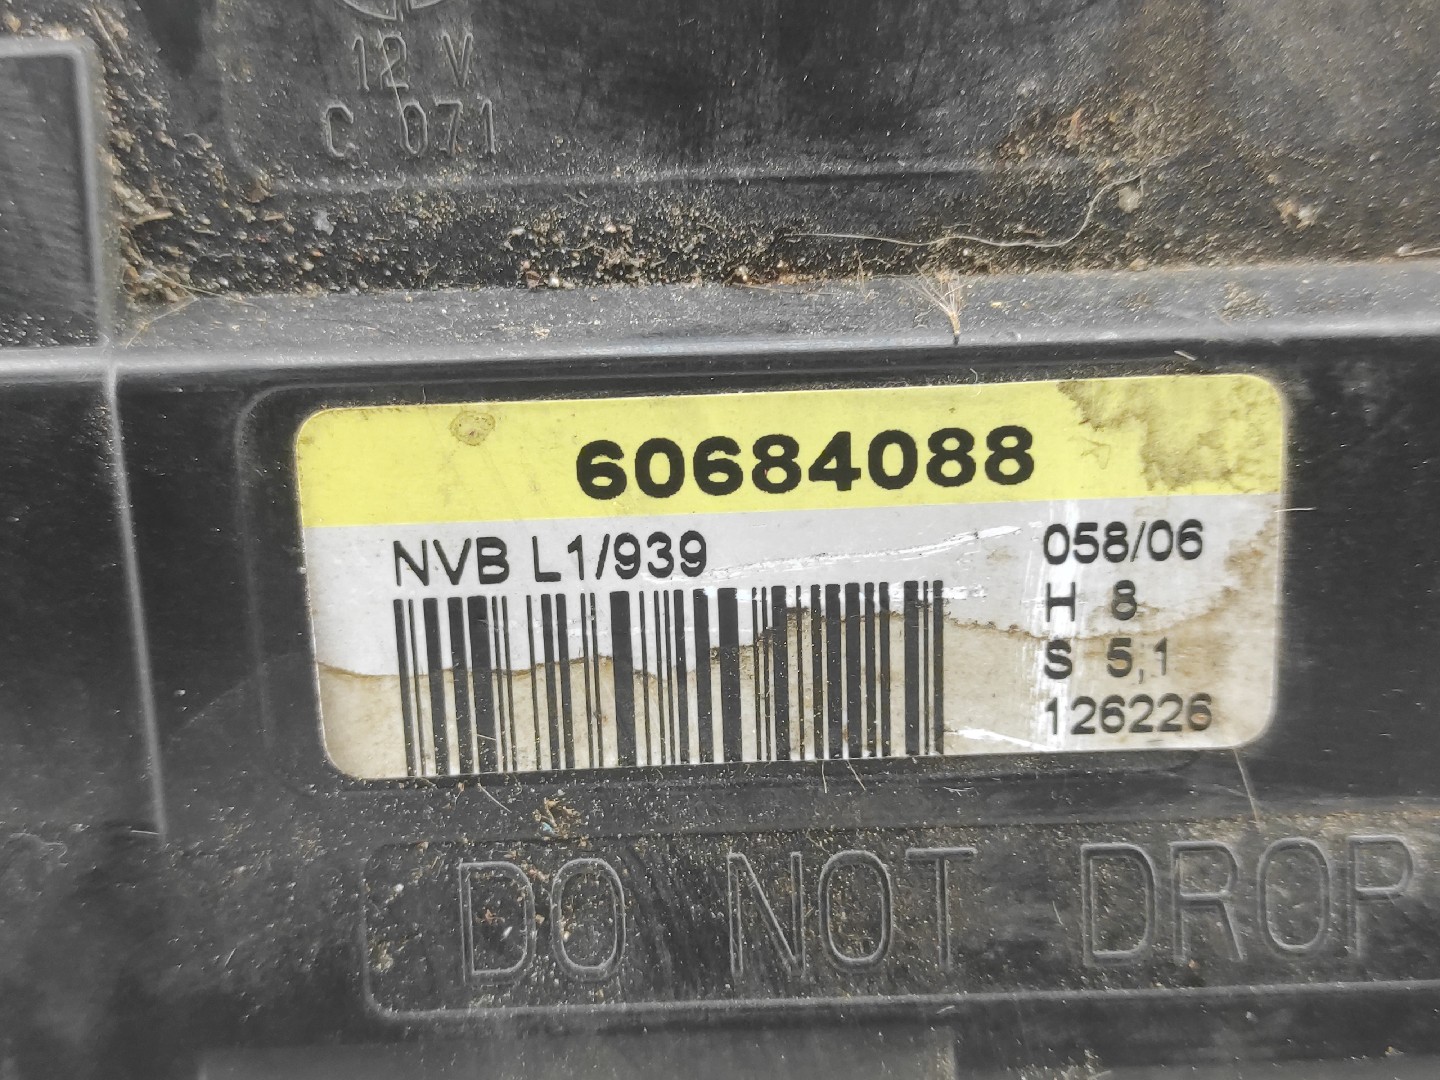 12 V
C 071
60684088
NVB L1/939
058/06
H 8
S 5,1
126226
DO NOT DROP